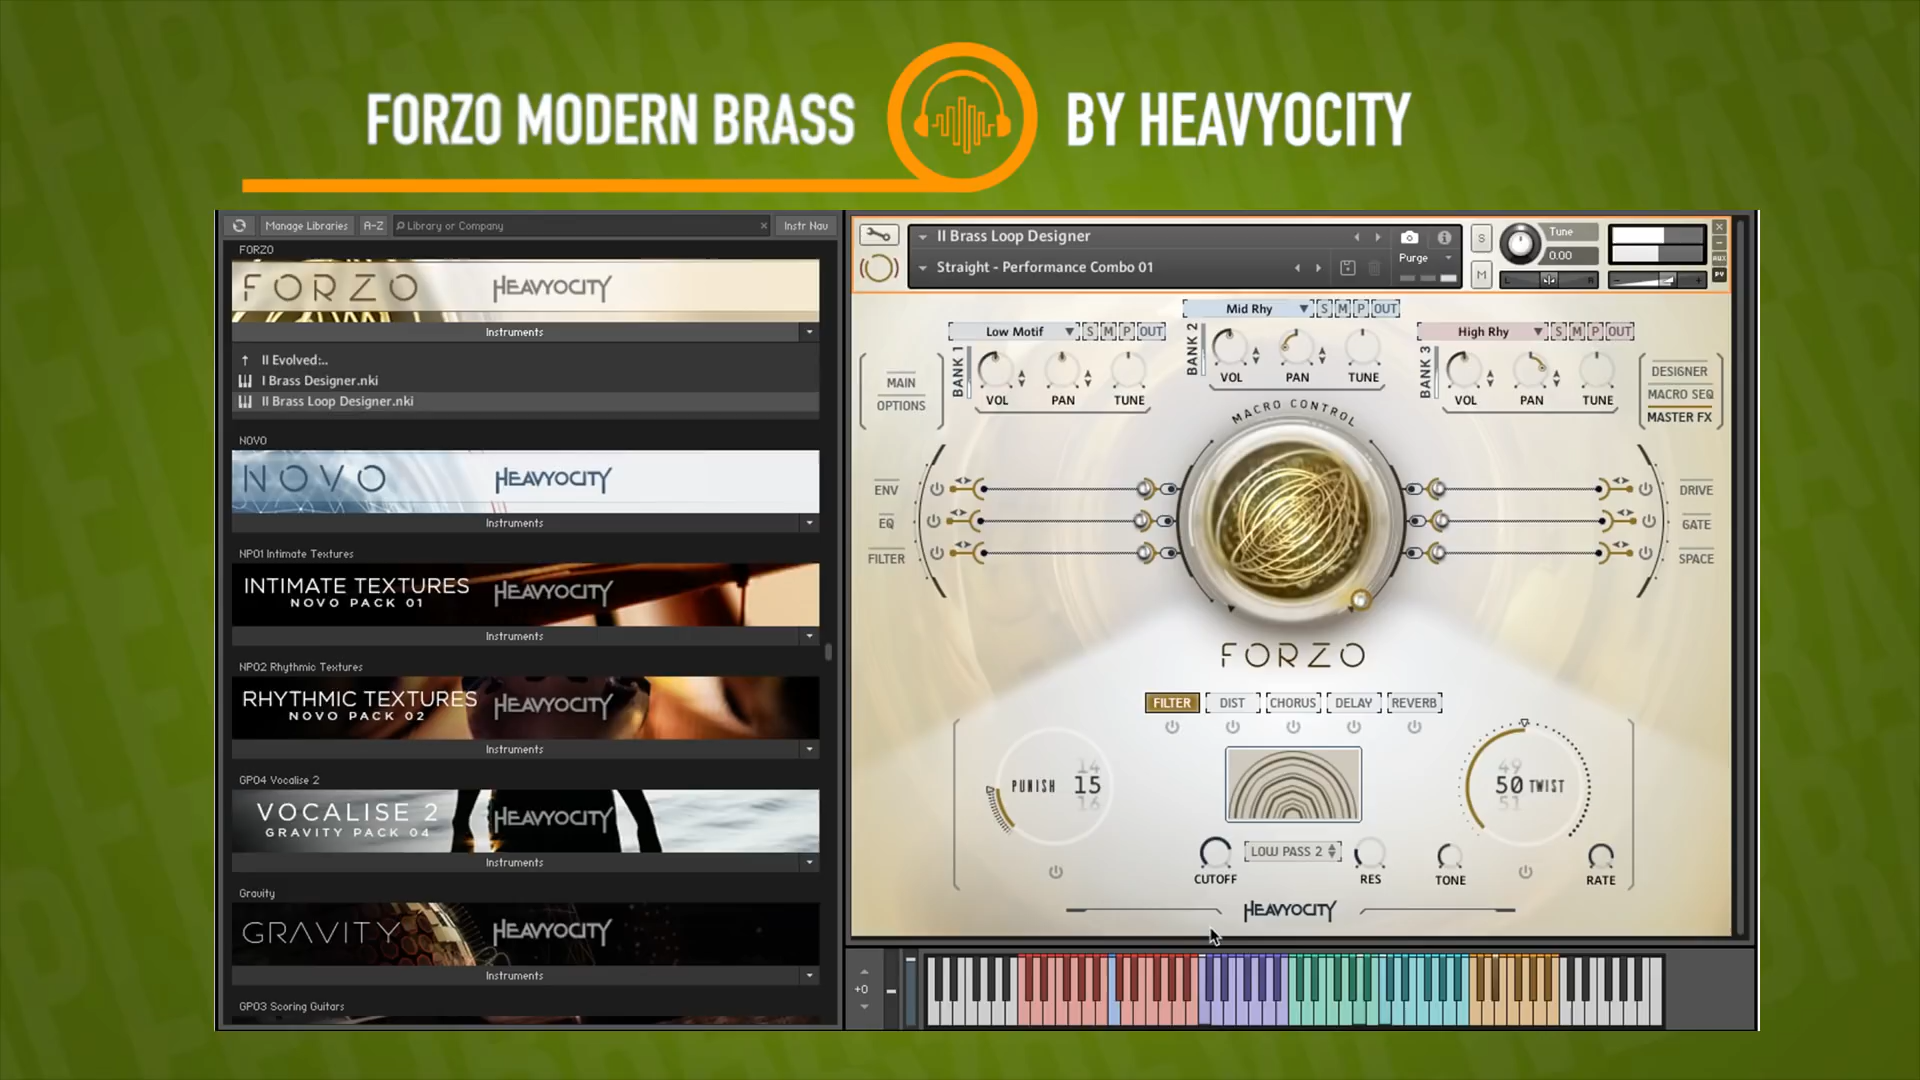 FORZO MODERN BRASS
BY HEAVYOCITY
Manage Libraries
A-Z
Library or Company
Instr Nav
FORZO
FORZO
HEAVYOCITY
Instruments
II Evolved:..
I Brass Designer.nki
II Brass Loop Designer.nki
NOVO
NOVO
HEAVYOCITY
Instruments
NP01 Intimate Textures
INTIMATE TEXTURES
NOVO PACK 01
HEAVYOCITY
Instruments
NP02 Rhythmic Textures
RHYTHMIC TEXTURES
NOVO PACK 02
HEAVYOCITY
Instruments
GP04 Vocalise 2
VOCALISE 2
GRAVITY PACK 04
HEAVYOCITY
Instruments
Gravity
GRAVITY
HEAVYOCITY
Instruments
GP03 Scoring Guitars
II Brass Loop Designer
Straight - Performance Combo 01
Purge
S
M
Tune
0.00
L
R
AUX
PV
MAIN
OPTIONS
BANK 1
Low Motif
S M P OUT
VOL
PAN
TUNE
BANK 2
Mid Rhy
S M P OUT
VOL
PAN
TUNE
BANK 3
High Rhy
S M P OUT
VOL
PAN
TUNE
DESIGNER
MACRO SEQ
MASTER FX
MACRO CONTROL
ENV
EQ
FILTER
DRIVE
GATE
SPACE
FORZO
FILTER
DIST
CHORUS
DELAY
REVERB
14
PUNISH 15
16
49
50 TWIST
51
LOW PASS 2
CUTOFF
RES
TONE
RATE
HEAVYOCITY
+0